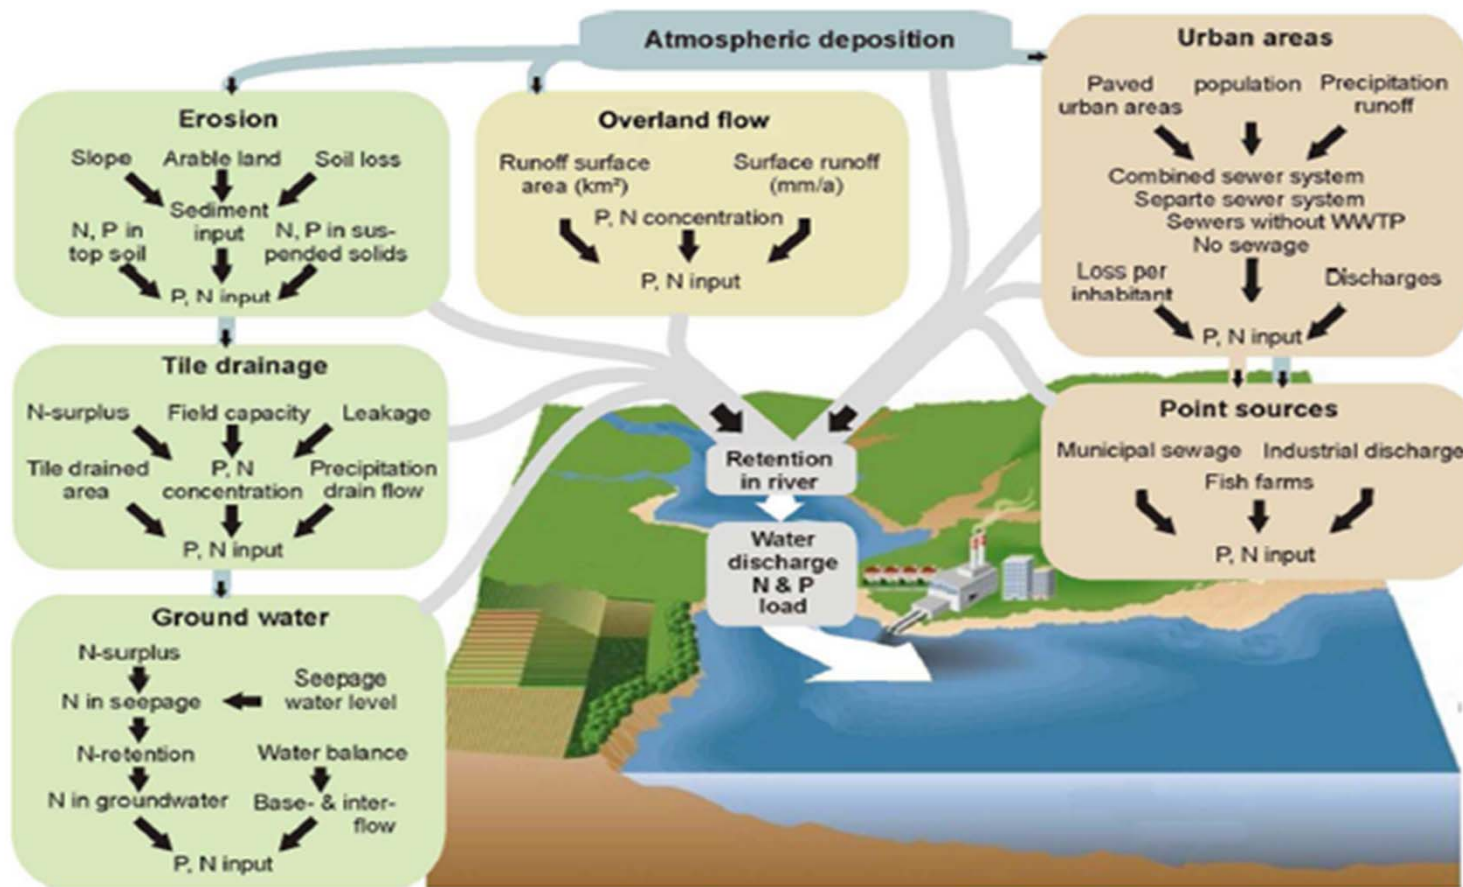 Atmospheric deposition
Erosion
Slope
Arable land
Soil loss
Sediment
input
N, P in
top soil
N, P in sus-
pended solids
P, N input
Overland flow
Runoff surface
area (km²)
Surface runoff
(mm/a)
P, N concentration
P, N input
Urban areas
Paved
urban areas
population
Precipitation
runoff
Combined sewer system
Separte sewer system
Sewers without WWTP
No sewage
Loss per
inhabitant
Discharges
P, N input
Tile drainage
N-surplus
Field capacity
Leakage
Tile drained
area
P, N
concentration
Precipitation
drain flow
P, N input
Point sources
Municipal sewage
Industrial discharge
Fish farms
P, N input
Retention
in river
Water
discharge
N & P
load
Ground water
N-surplus
N in seepage
Seepage
water level
N-retention
Water balance
N in groundwater
Base- & inter-
flow
P, N input